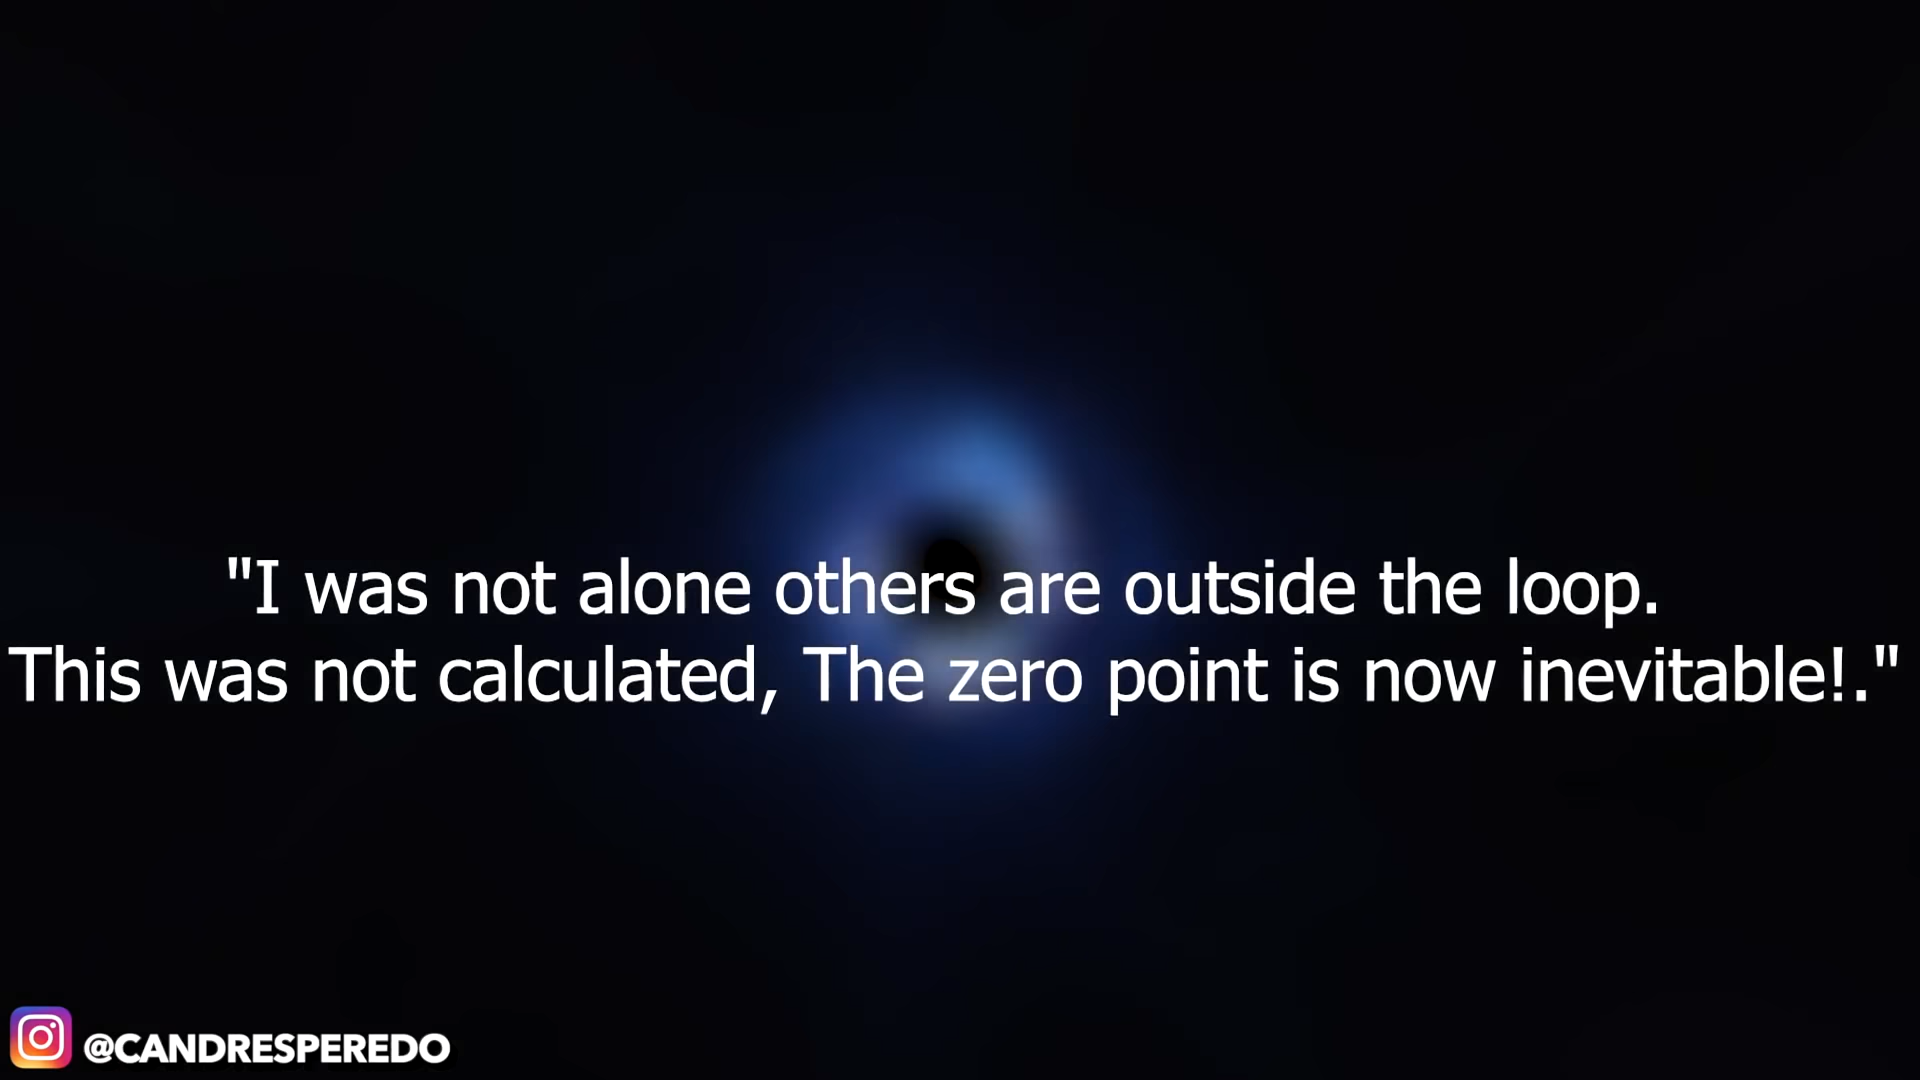 "I was not alone others are outside the loop.
This was not calculated, The zero point is now inevitable!."
@CANDRESPEREDO